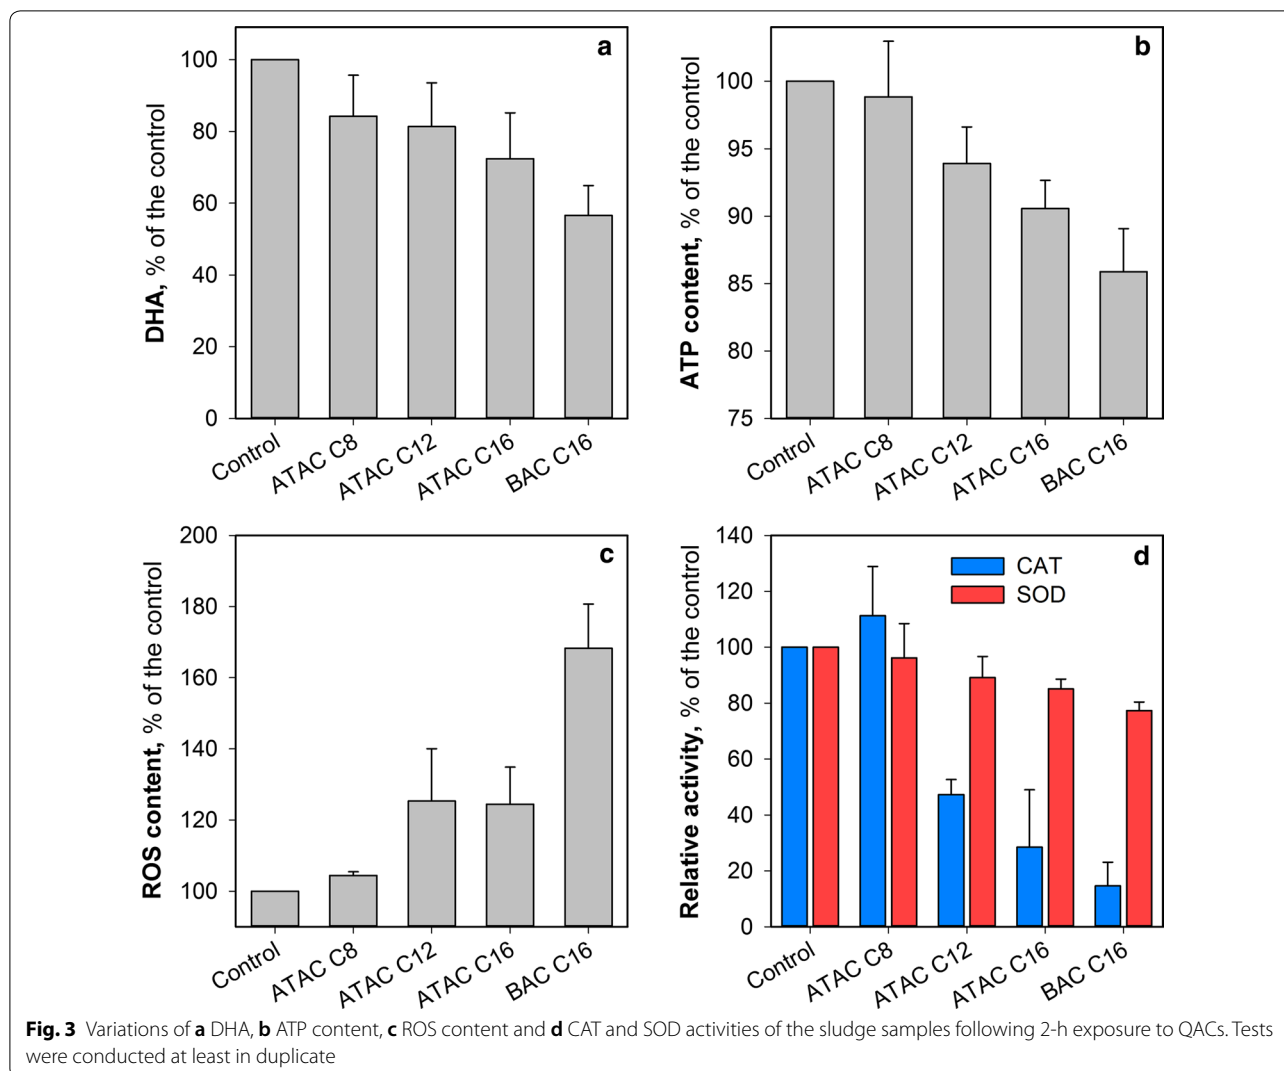 a
DHA, % of the control
100
80
60
40
20
0
Control
ATAC C8
ATAC C12
ATAC C16
BAC C16
b
ATP content, % of the control
100
95
90
85
80
75
Control
ATAC C8
ATAC C12
ATAC C16
BAC C16
c
ROS content, % of the control
200
180
160
140
120
100
Control
ATAC C8
ATAC C12
ATAC C16
BAC C16
d
CAT
SOD
Relative activity, % of the control
140
120
100
80
60
40
20
0
Control
ATAC C8
ATAC C12
ATAC C16
BAC C16
Fig. 3 Variations of a DHA, b ATP content, c ROS content and d CAT and SOD activities of the sludge samples following 2-h exposure to QACs. Tests
were conducted at least in duplicate